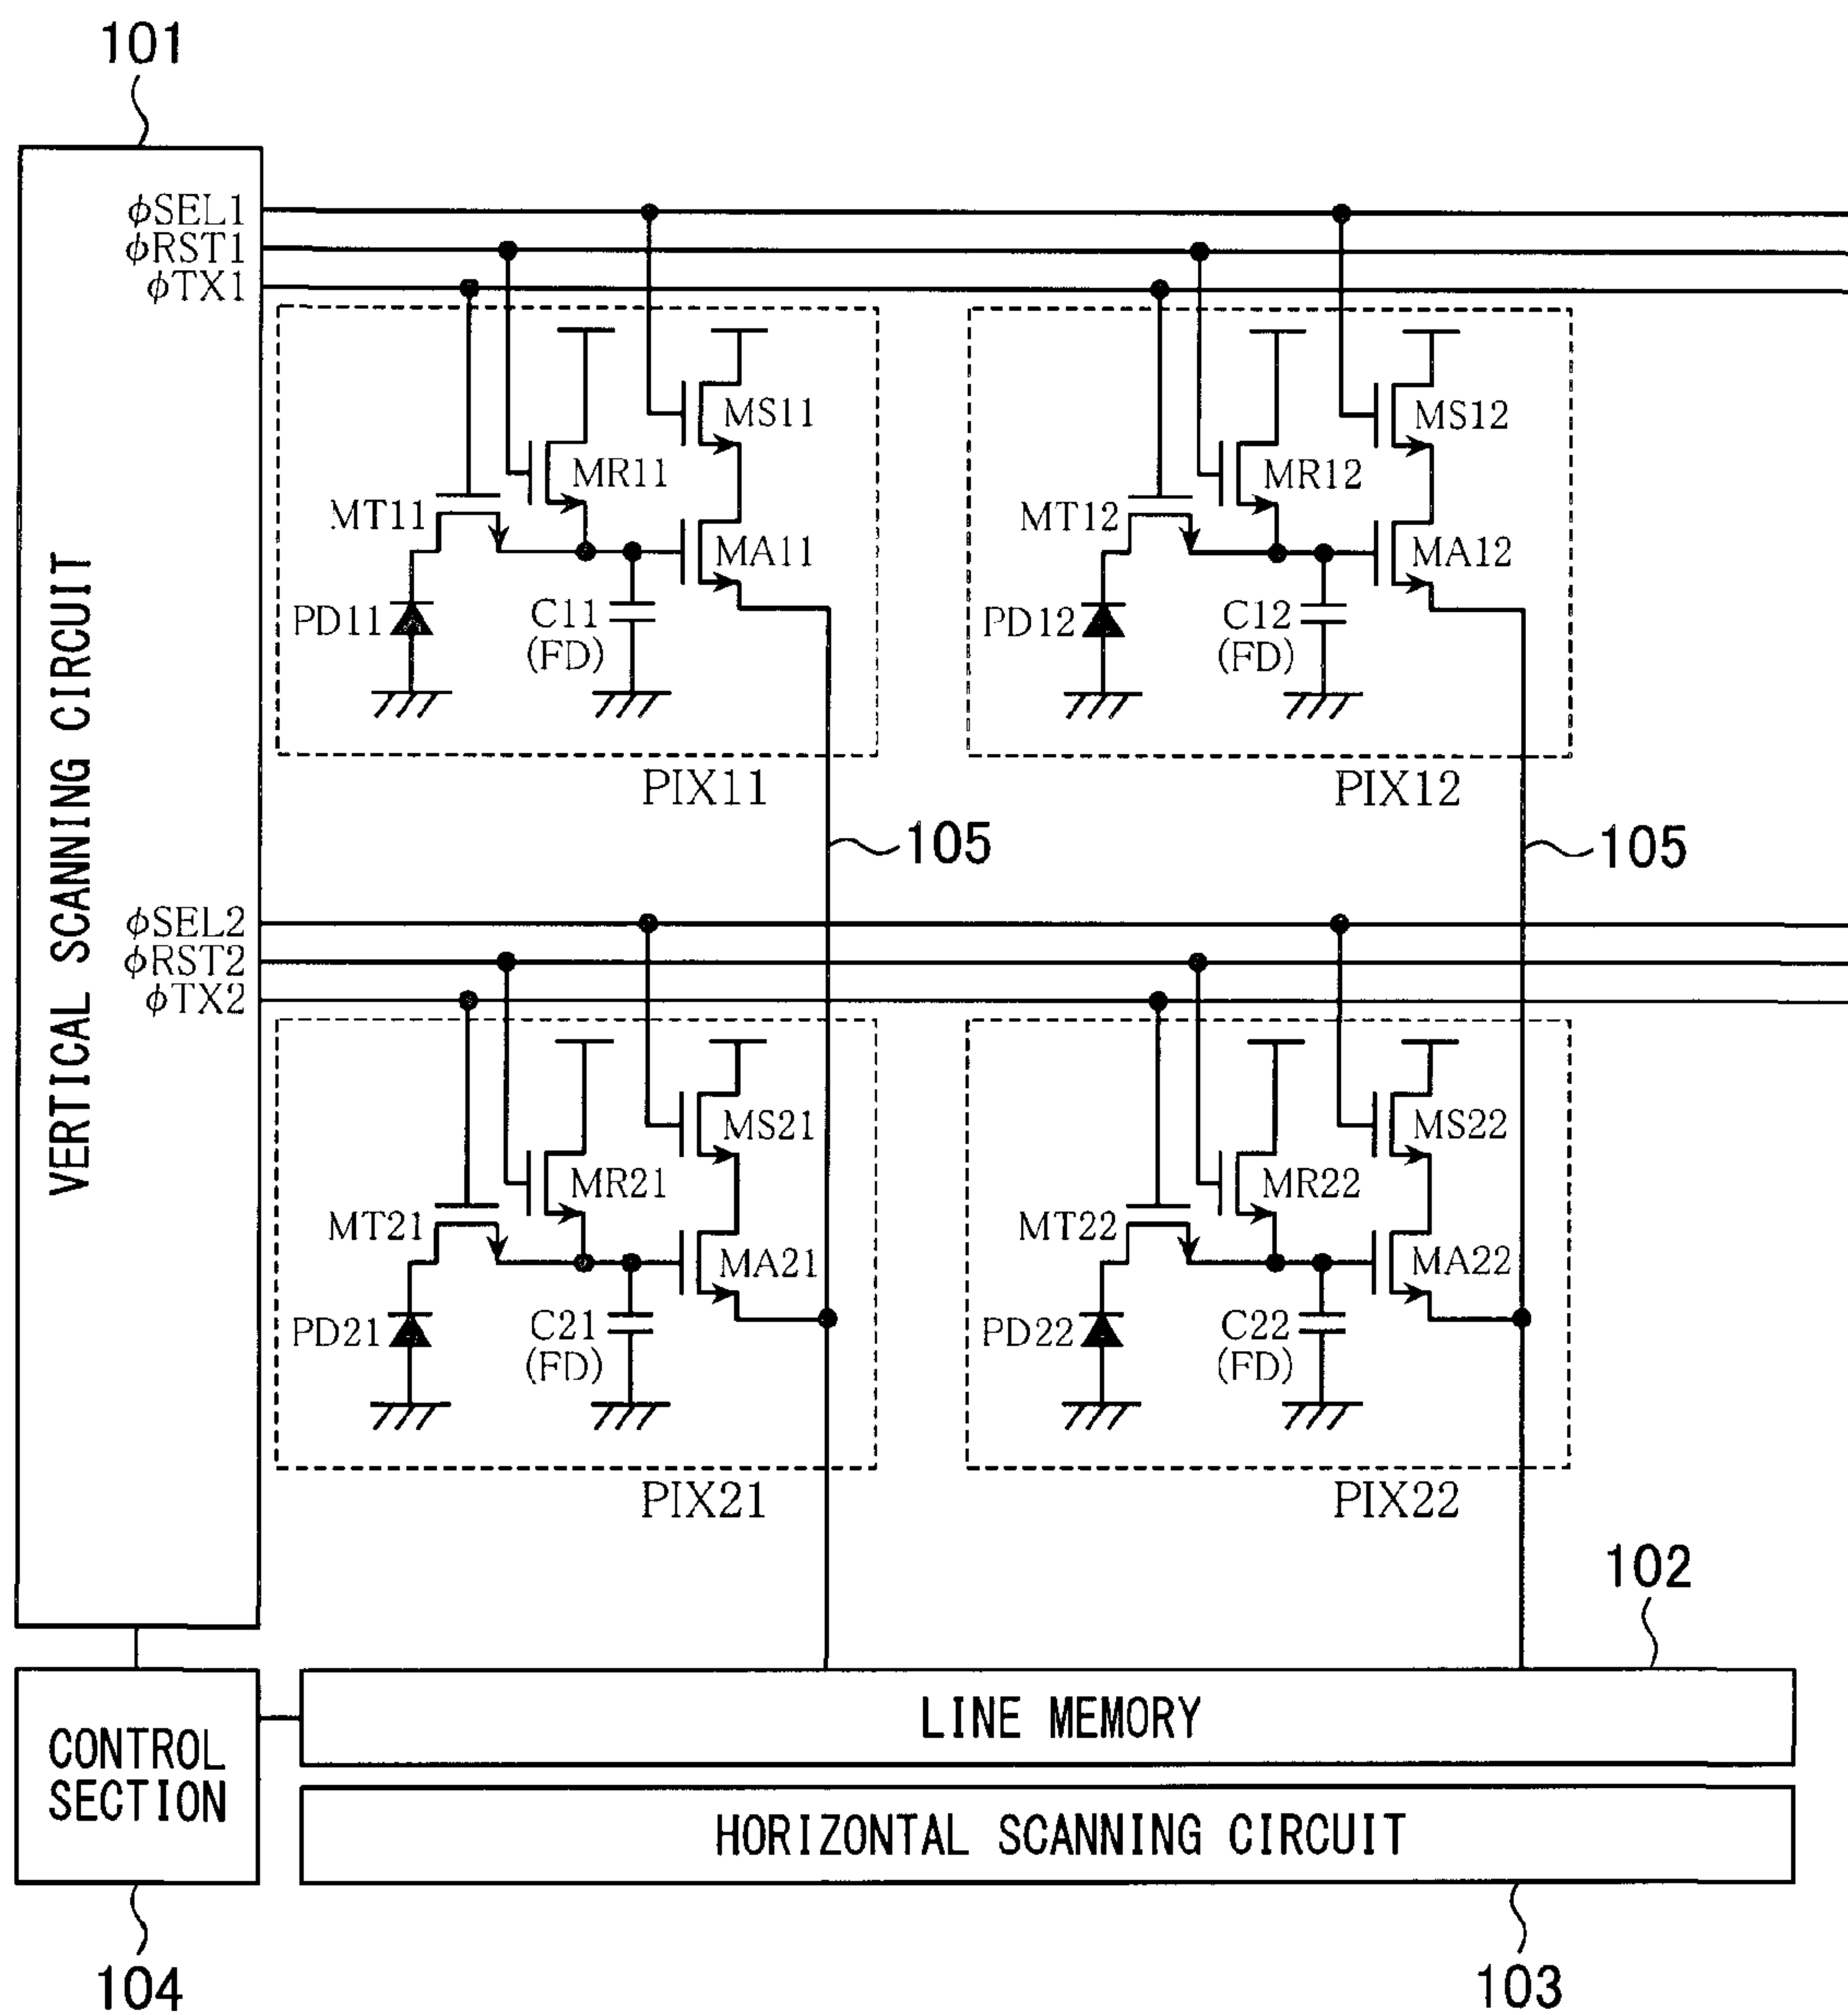 101
VERTICAL SCANNING CIRCUIT
φSEL1
φRST1
φTX1
MS11
MR11
MT11
MA11
PD11
C11
(FD)
PIX11
MS12
MR12
MT12
MA12
PD12
C12
(FD)
PIX12
105
105
φSEL2
φRST2
φTX2
MS21
MR21
MT21
MA21
PD21
C21
(FD)
PIX21
MS22
MR22
MT22
MA22
PD22
C22
(FD)
PIX22
102
LINE MEMORY
CONTROL
SECTION
HORIZONTAL SCANNING CIRCUIT
104
103